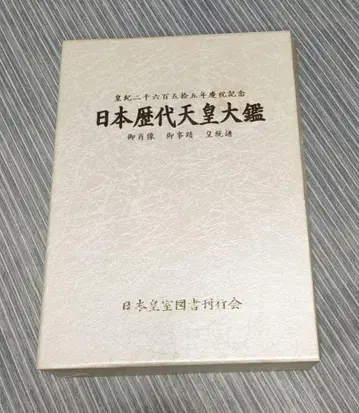 皇紀二千六百五拾五年慶祝記念
日本歴代天皇大鑑
御肖像 御事蹟 皇統譜
日本皇室図書刊行会